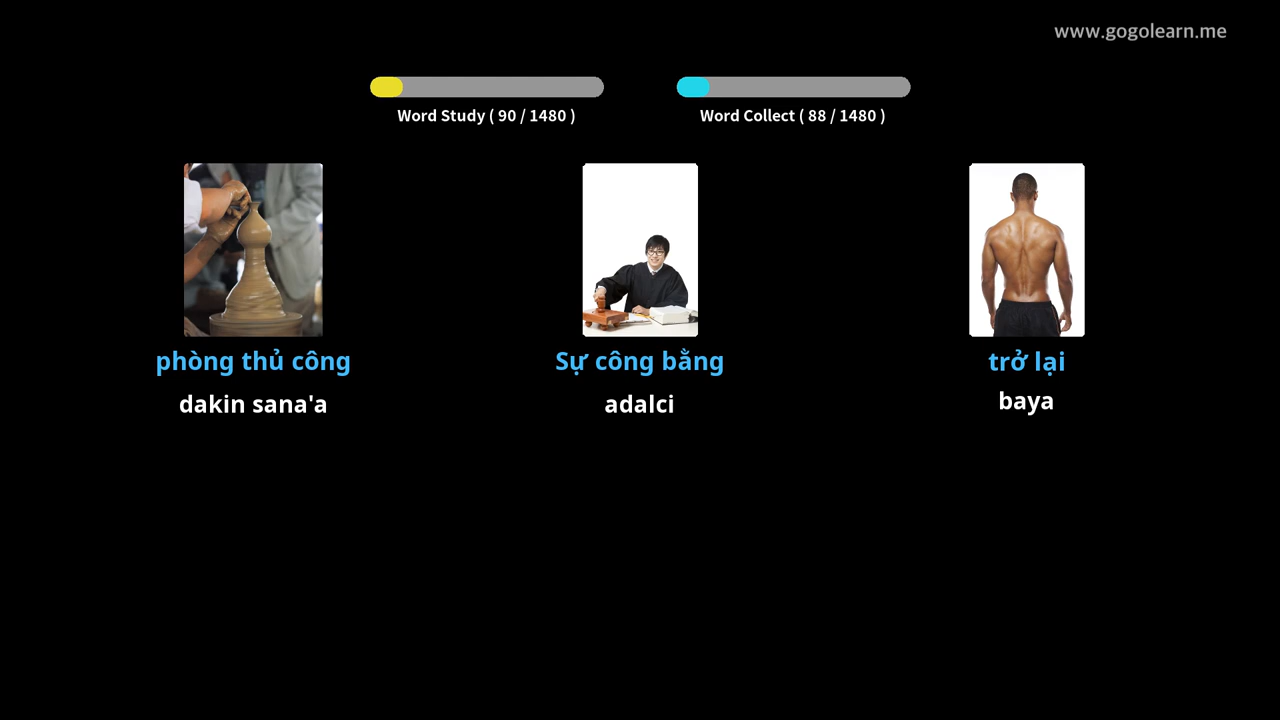 www.gogolearn.me
Word Study ( 90 / 1480 )
Word Collect ( 88 / 1480 )
phòng thủ công
Sự công bằng
trở lại
dakin sana'a
adalci
baya